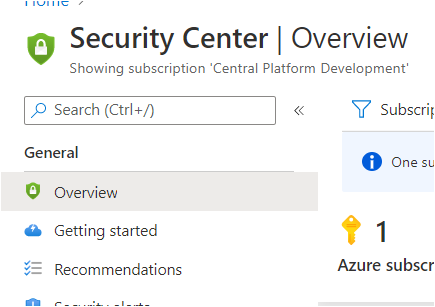 Home
Security Center | Overview
Showing subscription 'Central Platform Development'
Search (Ctrl+/)
«
General
Overview
Getting started
Recommendations
Security alerts
Subscrip
One su
1
Azure subscr